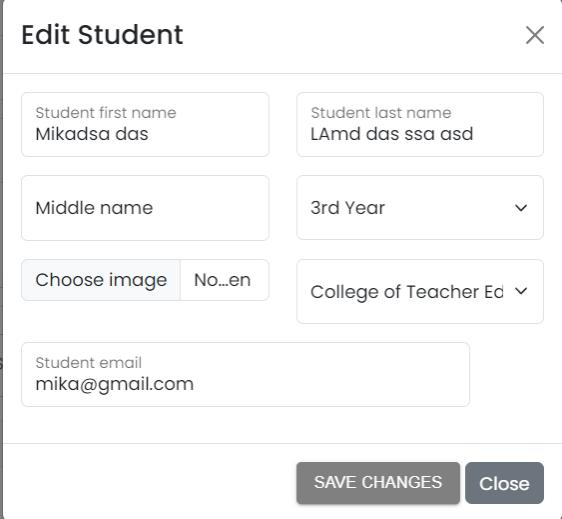 Edit Student
Student first name
Mikadsa das
Student last name
LAmd das ssa asd
Middle name
3rd Year
Choose image
No...en
College of Teacher Ed
Student email
mika@gmail.com
SAVE CHANGES
Close